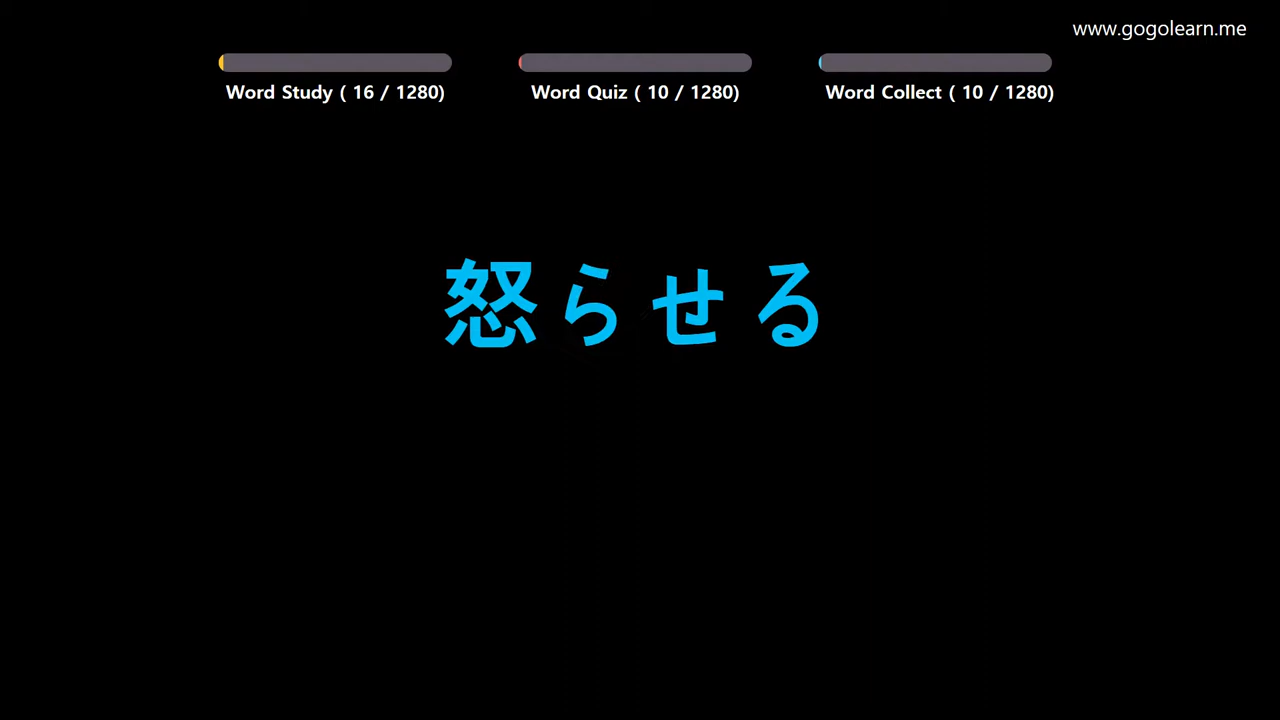 www.gogolearn.me
Word Study ( 16 / 1280)
Word Quiz ( 10 / 1280)
Word Collect ( 10 / 1280)
怒らせる